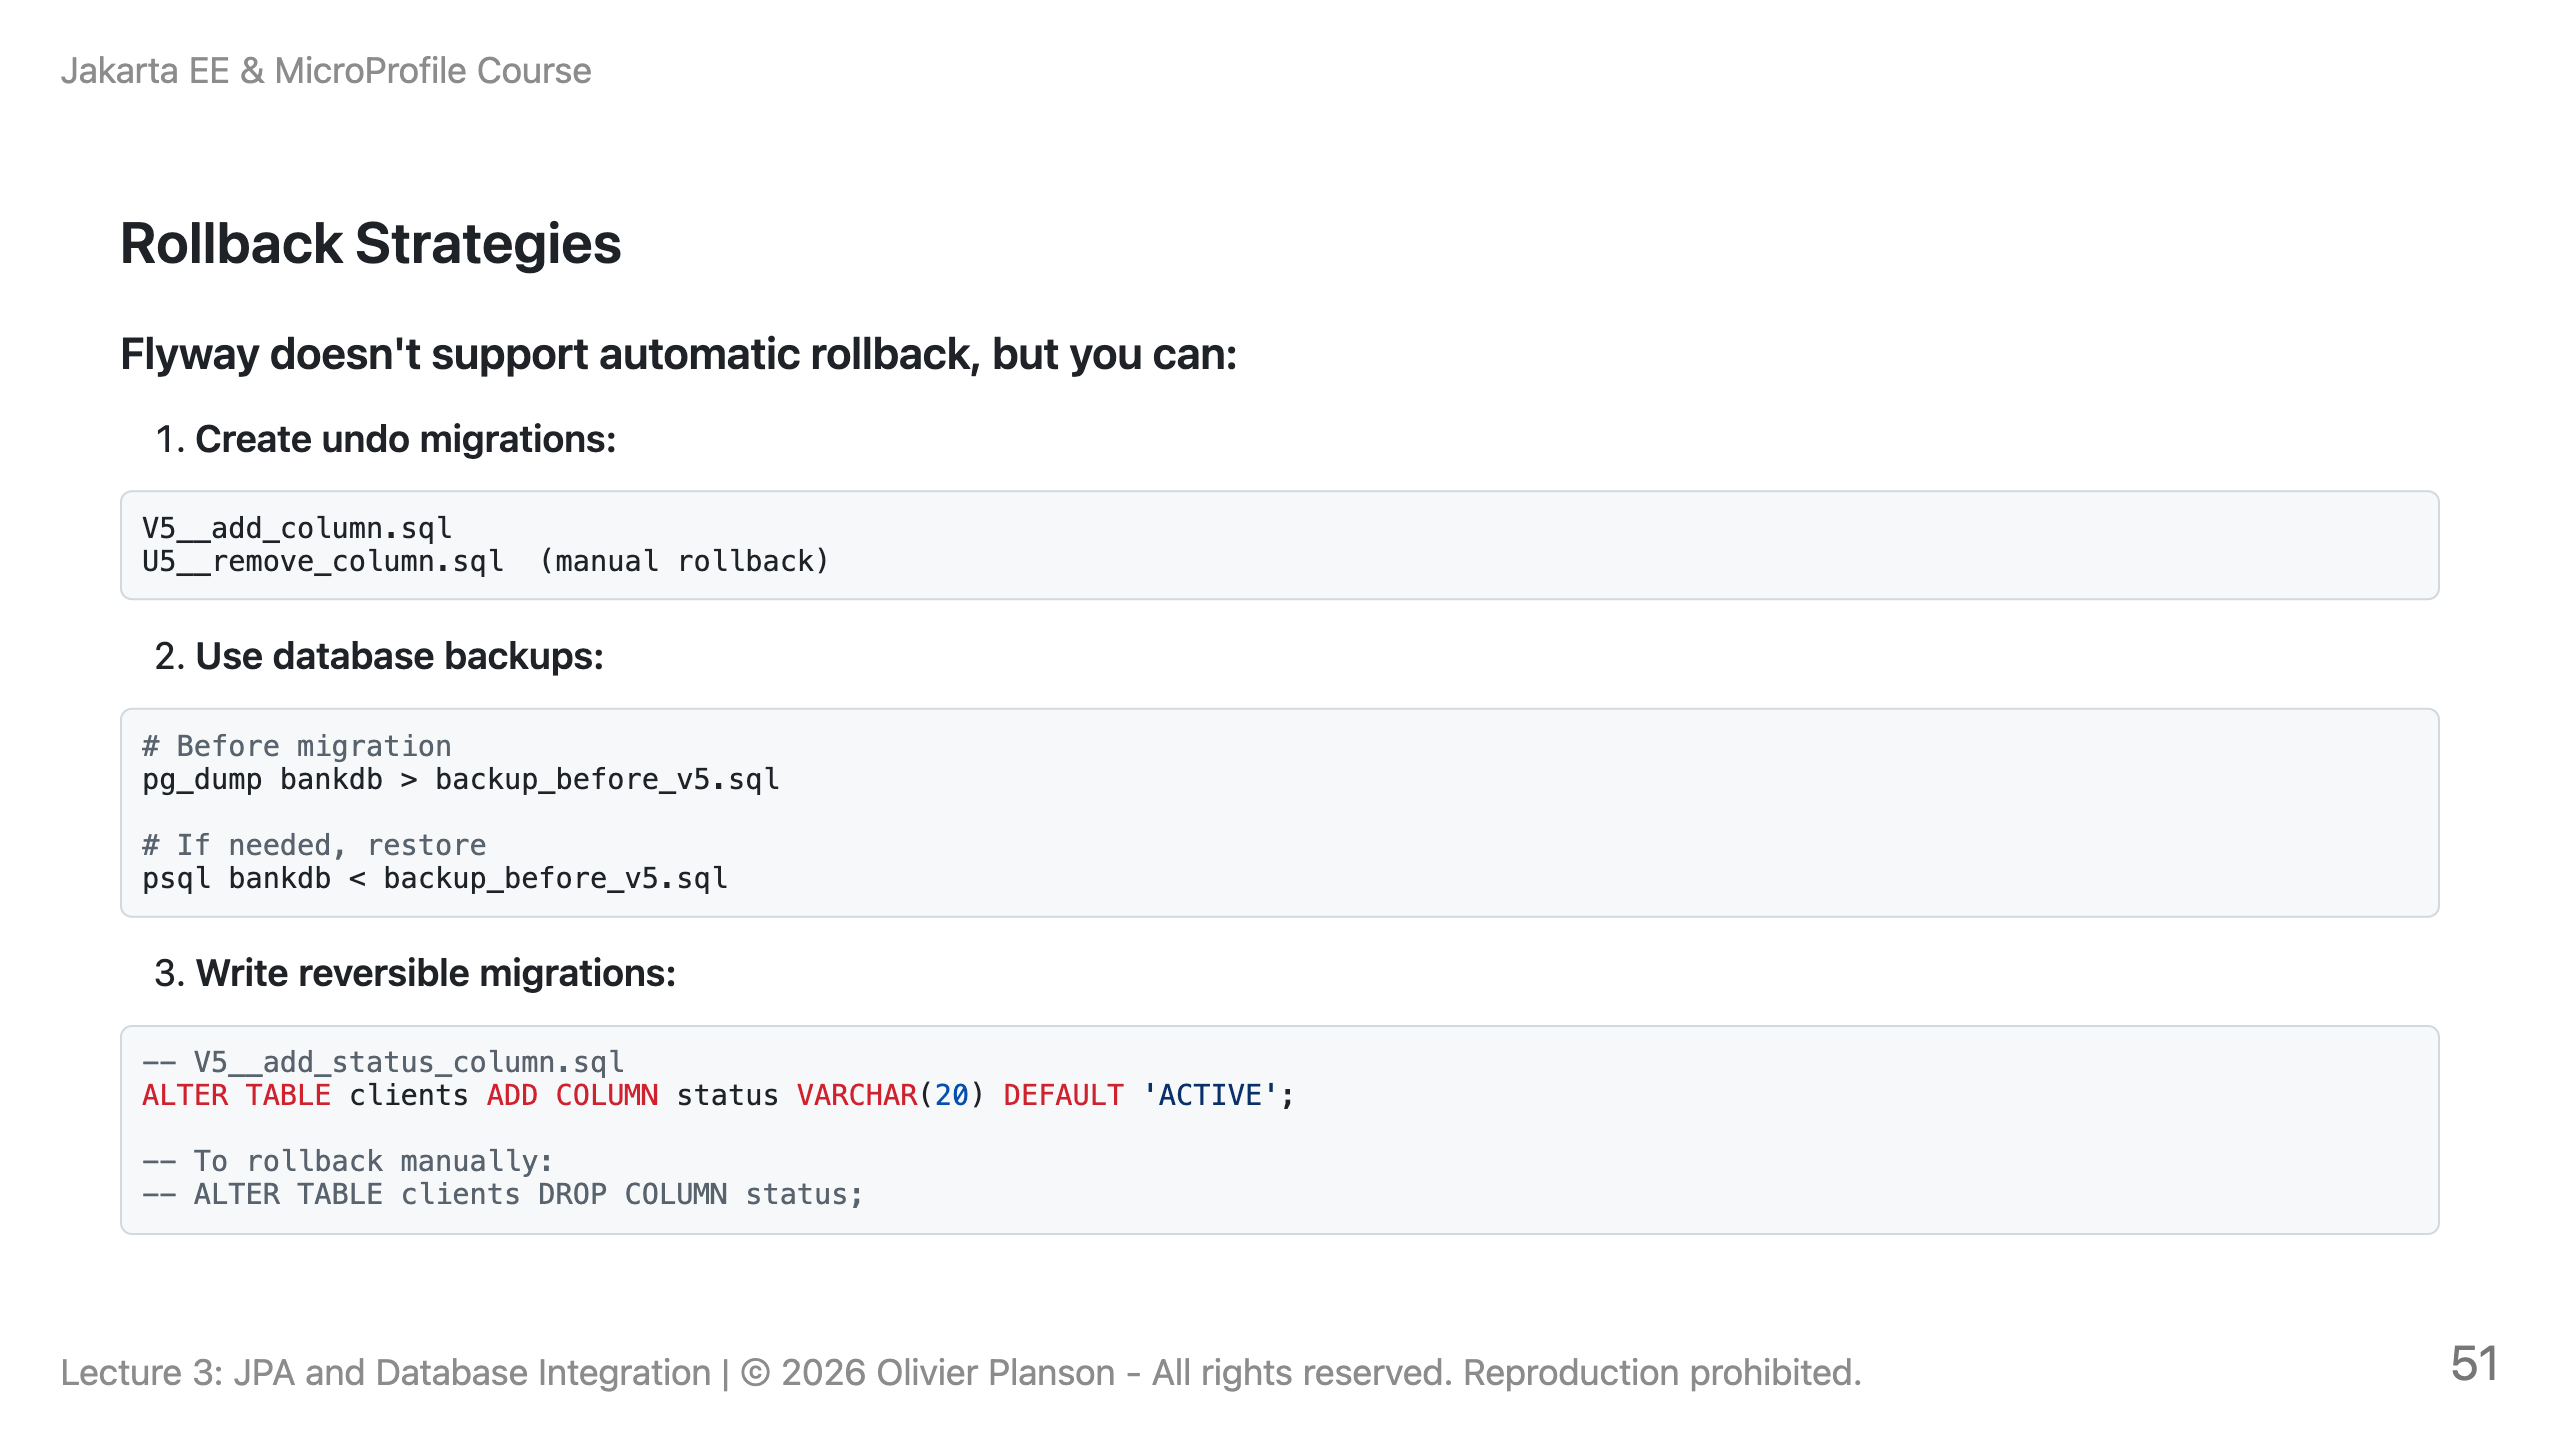 Jakarta EE & MicroProfile Course
Rollback Strategies
Flyway doesn't support automatic rollback, but you can:
1. Create undo migrations:
V5__add_column.sql
U5__remove_column.sql  (manual rollback)
2. Use database backups:
# Before migration
pg_dump bankdb > backup_before_v5.sql
# If needed, restore
psql bankdb < backup_before_v5.sql
3. Write reversible migrations:
-- V5__add_status_column.sql
ALTER TABLE clients ADD COLUMN status VARCHAR(20) DEFAULT 'ACTIVE';
-- To rollback manually:
-- ALTER TABLE clients DROP COLUMN status;
Lecture 3: JPA and Database Integration | © 2026 Olivier Planson - All rights reserved. Reproduction prohibited.
51